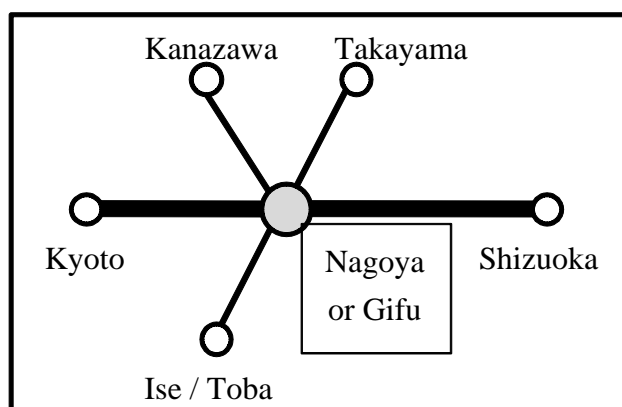 Kanazawa
Takayama
Kyoto
Nagoya
or Gifu
Shizuoka
Ise / Toba